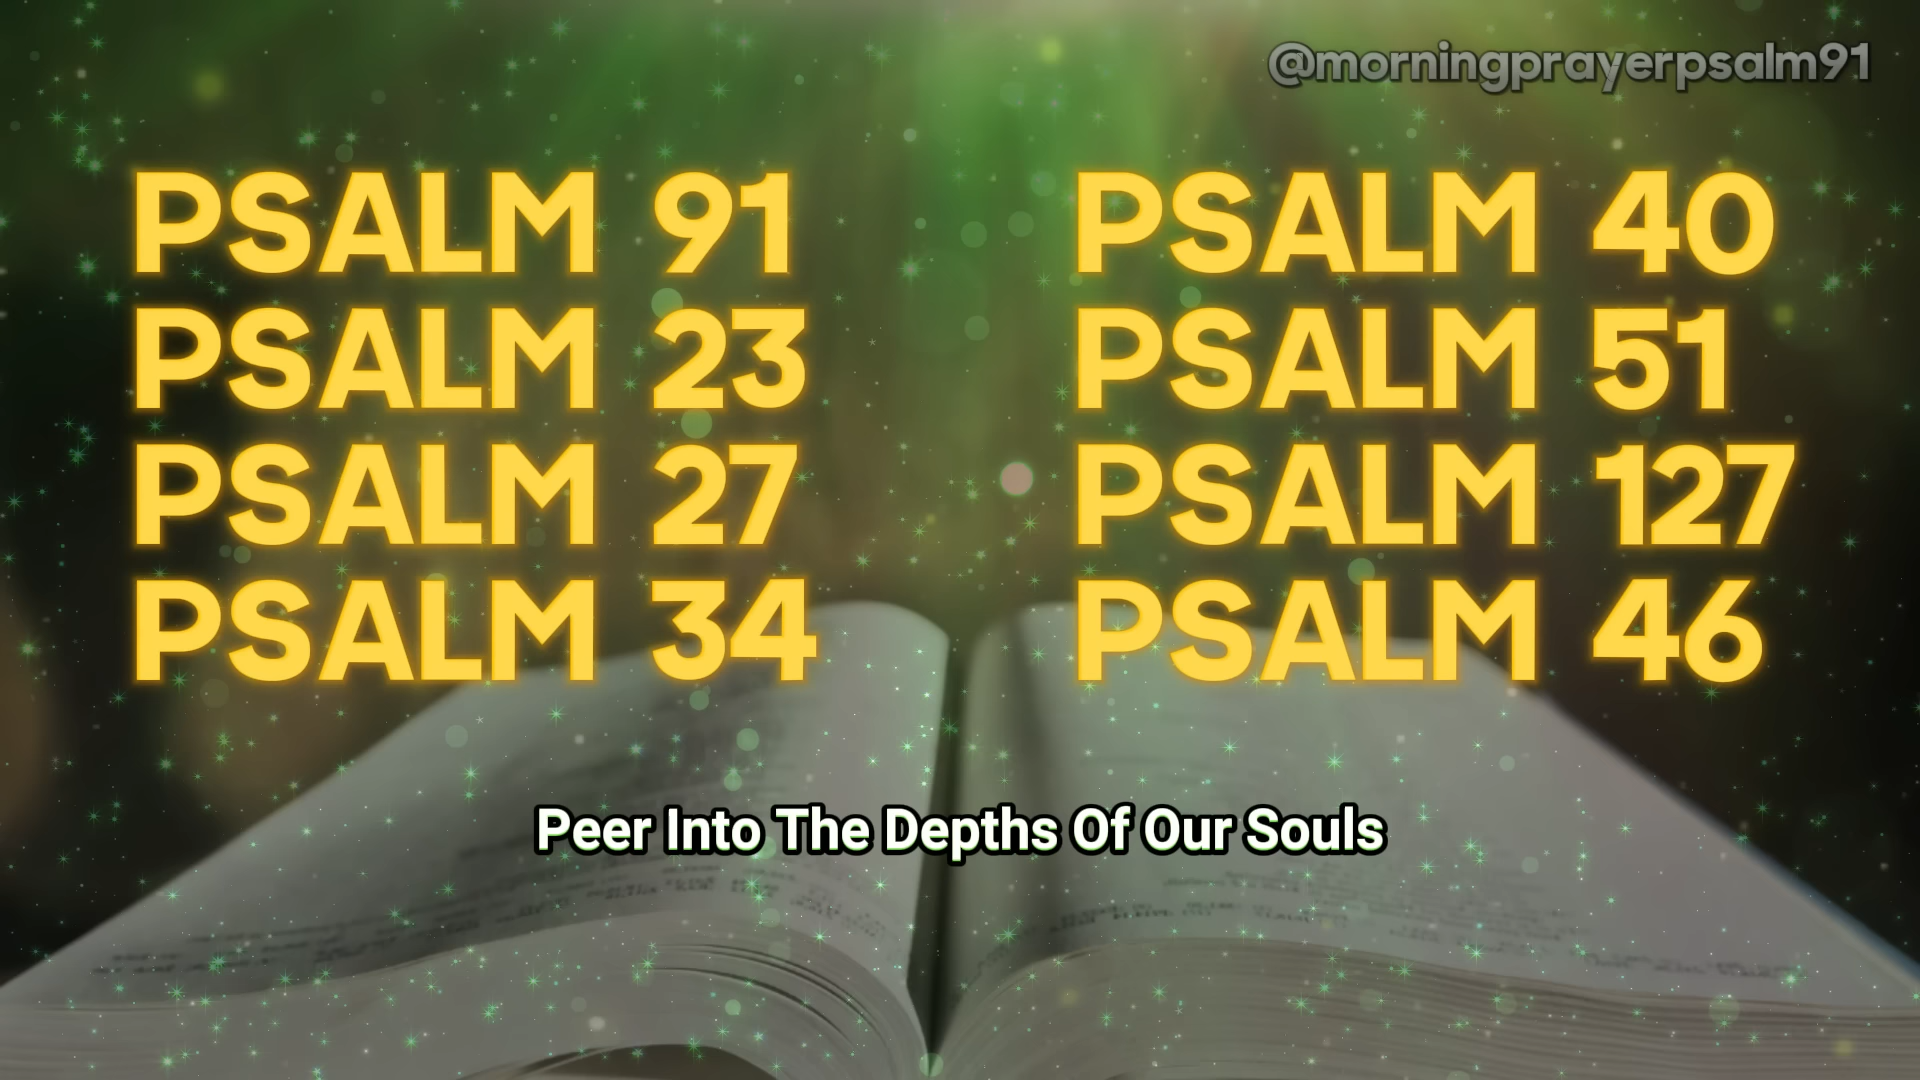 @morningprayerpsalm91
PSALM 91
PSALM 23
PSALM 27
PSALM 34
PSALM 40
PSALM 51
PSALM 127
PSALM 46
Peer Into The Depths Of Our Souls